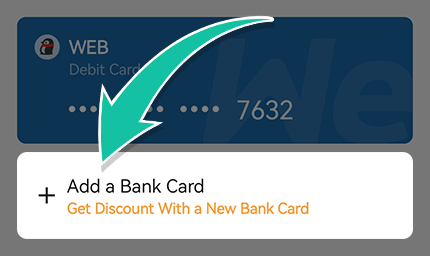 WEB
Debit Card
•••• •••• •••• 7632
Add a Bank Card
Get Discount With a New Bank Card